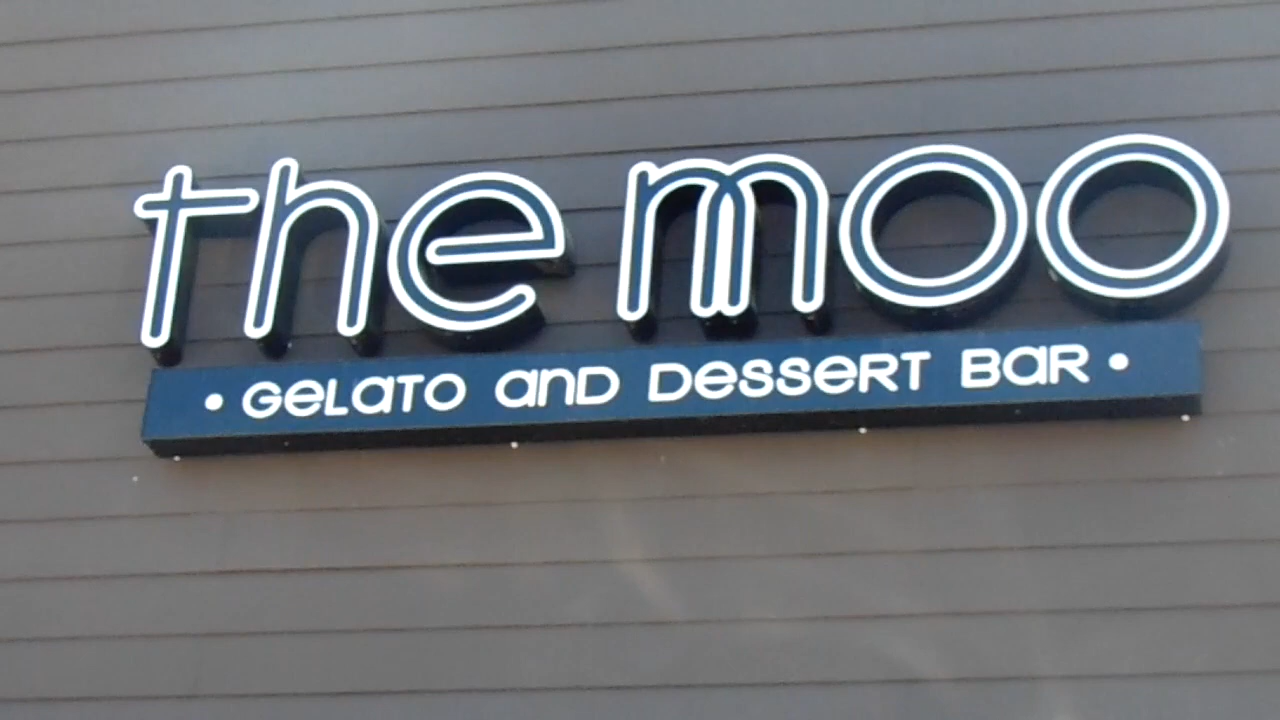 the moo
• GeLaTO anD DesserT Bar •